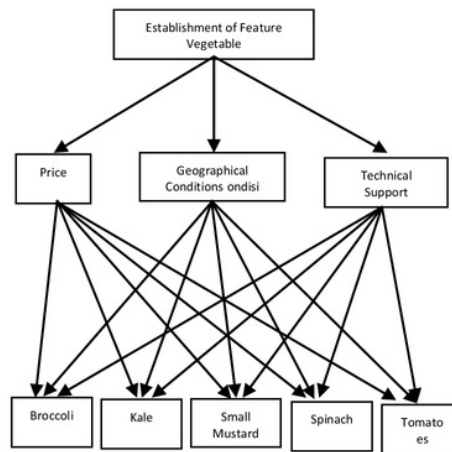 Establishment of Feature
Vegetable
Price
Geographical
Conditions ondisi
Technical
Support
Broccoli
Kale
Small
Mustard
Spinach
Tomato
es